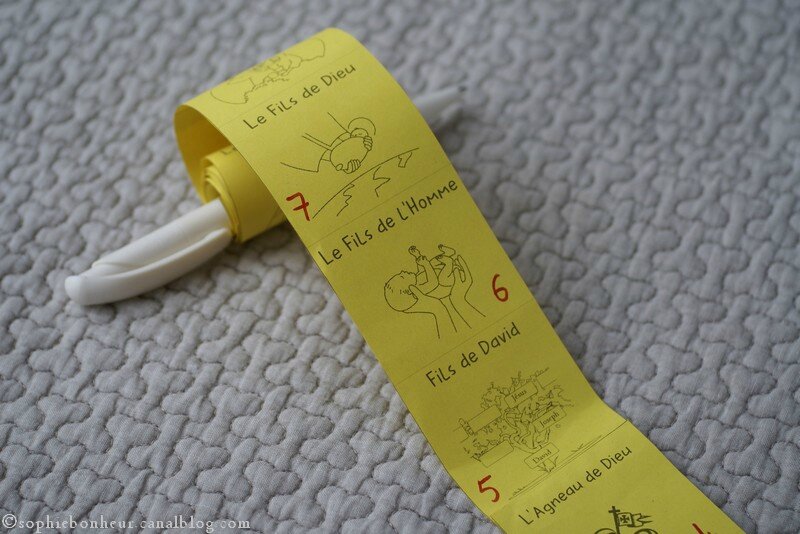 Le Fils de Dieu
7
Le Fils de L'Homme
6
Fils de David
Jésus
Joseph
David
5
L'Agneau de Dieu
©sophiebonheur.canalblog.com